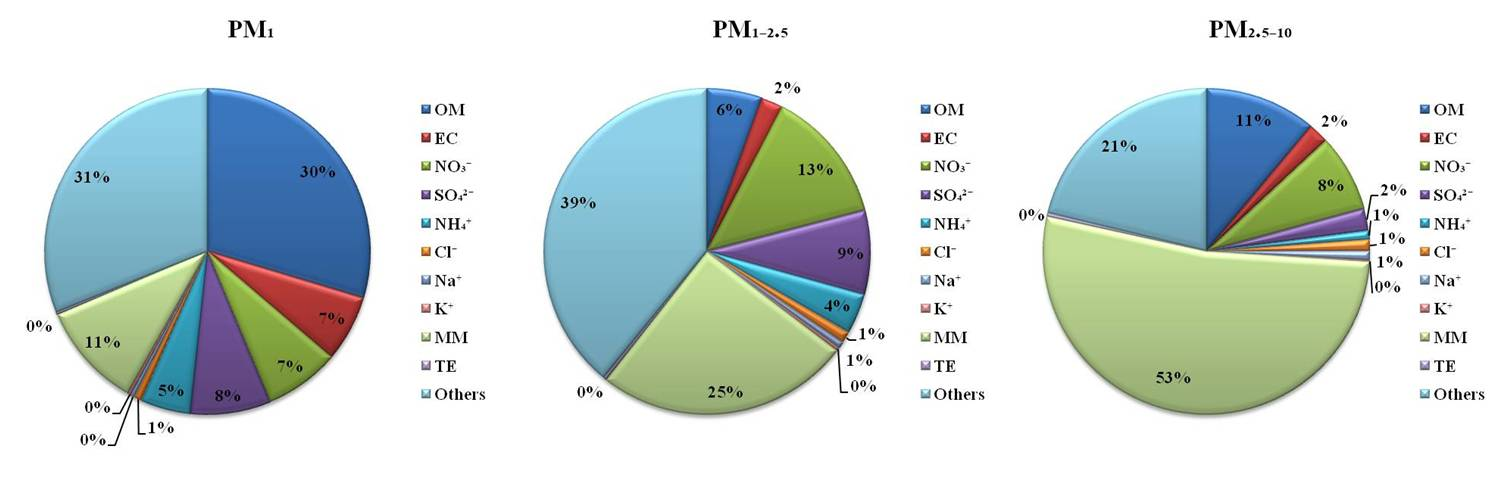 PM₁
30%
7%
7%
8%
5%
1%
0%
0%
11%
0%
31%
OM
EC
NO₃⁻
SO₄²⁻
NH₄⁺
Cl⁻
Na⁺
K⁺
MM
TE
Others
PM₁₋₂.₅
6%
2%
13%
9%
4%
1%
1%
0%
25%
0%
39%
OM
EC
NO₃⁻
SO₄²⁻
NH₄⁺
Cl⁻
Na⁺
K⁺
MM
TE
Others
PM₂.₅₋₁₀
11%
2%
8%
2%
1%
1%
1%
0%
53%
0%
21%
OM
EC
NO₃⁻
SO₄²⁻
NH₄⁺
Cl⁻
Na⁺
K⁺
MM
TE
Others